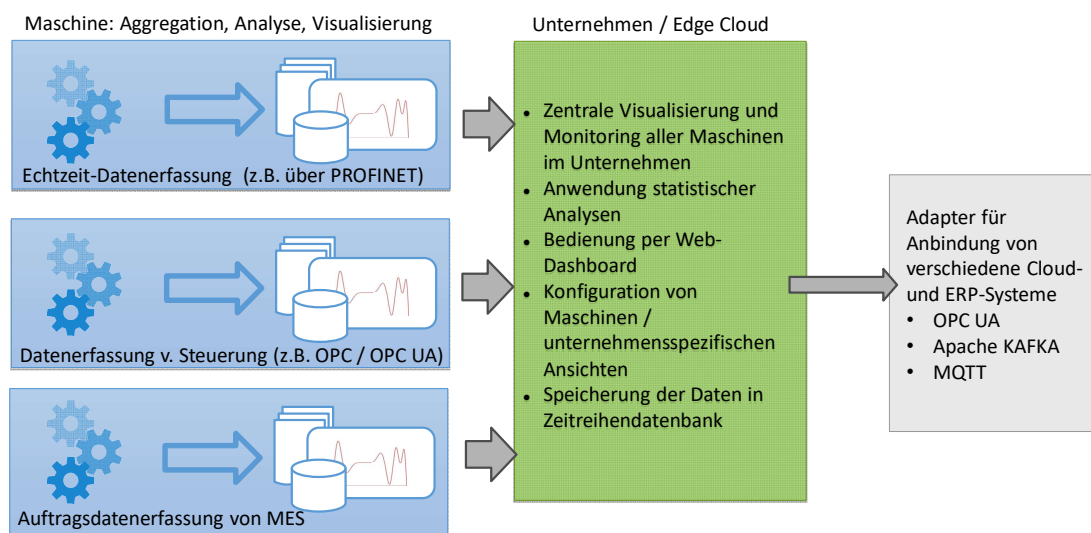 Maschine: Aggregation, Analyse, Visualisierung
Echtzeit-Datenerfassung (z.B. über PROFINET)
Datenerfassung v. Steuerung (z.B. OPC / OPC UA)
Auftragsdatenerfassung von MES
Unternehmen / Edge Cloud
• Zentrale Visualisierung und
Monitoring aller Maschinen
im Unternehmen
• Anwendung statistischer
Analysen
• Bedienung per Web-
Dashboard
• Konfiguration von
Maschinen /
unternehmensspezifischen
Ansichten
• Speicherung der Daten in
Zeitreihendatenbank
Adapter für
Anbindung von
verschiedene Cloud-
und ERP-Systeme
• OPC UA
• Apache KAFKA
• MQTT